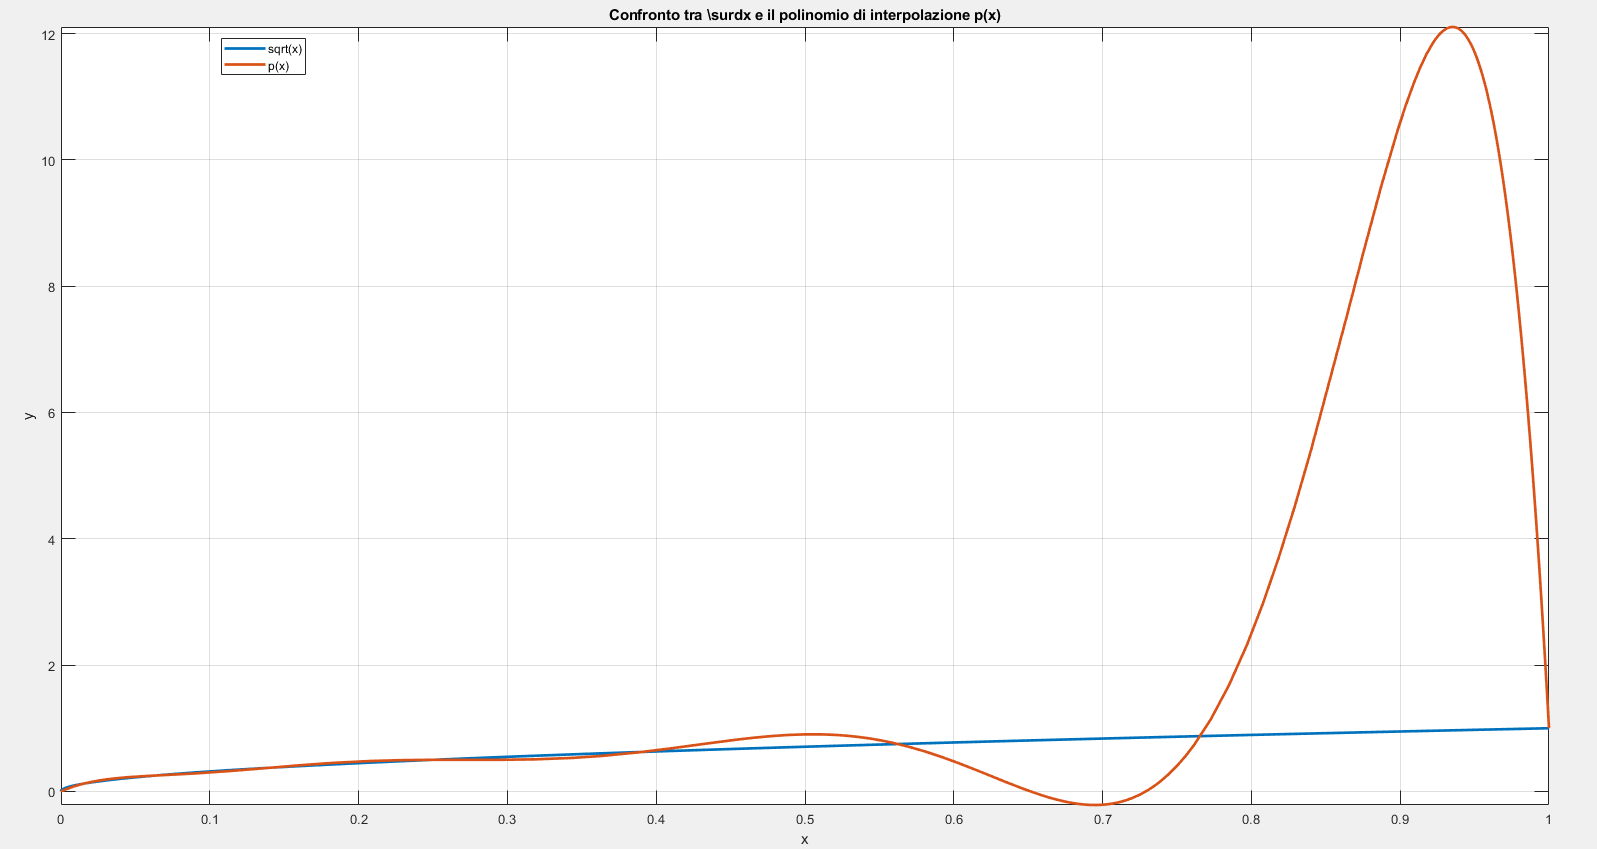 Confronto tra \surdx e il polinomio di interpolazione p(x)
sqrt(x)
p(x)
12
10
8
6
4
2
0
y
0 0.1 0.2 0.3 0.4 0.5 0.6 0.7 0.8 0.9 1
x